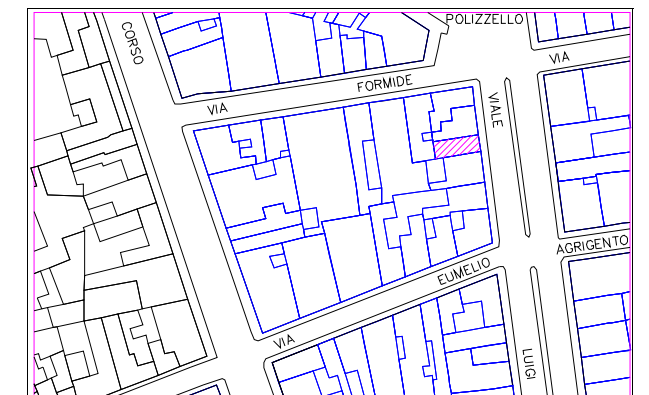 POLIZZELLO
CORSO
VIA
FORMIDE
VIA
VIALE
AGRIGENTO
EUMELIO
VIA
LUIGI